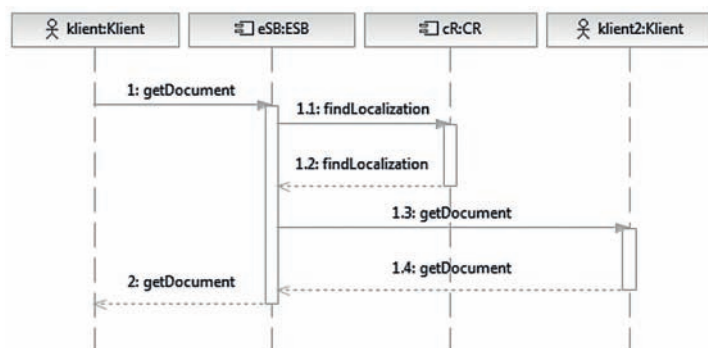 klient:Klient
eSB:ESB
cR:CR
klient2:Klient
1: getDocument
1.1: findLocalization
1.2: findLocalization
1.3: getDocument
1.4: getDocument
2: getDocument